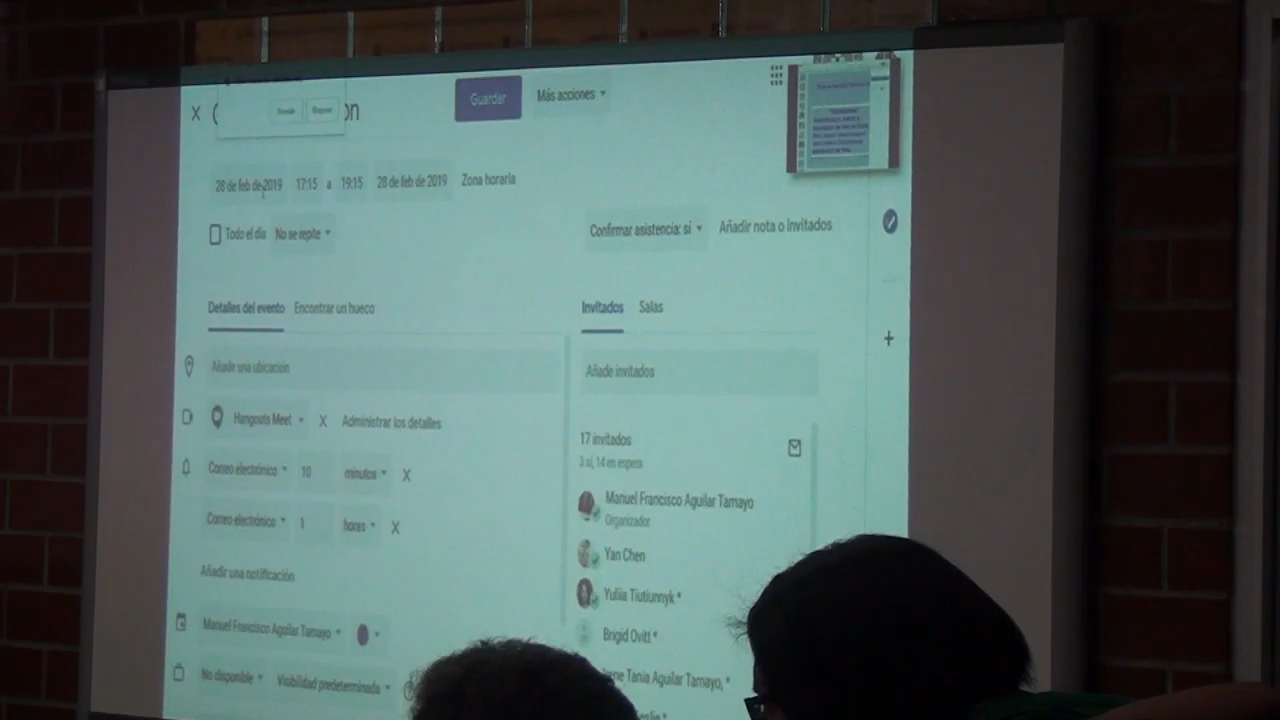 Guardar
Más acciones
28 de feb de 2019 17:15 a 19:15 28 de feb de 2019 Zona horaria
Todo el día No se repite
Confirmar asistencia: sí Añadir nota o invitados
Detalles del evento Encontrar un hueco
Invitados Salas
Añade una ubicación
Añade invitados
Hangouts Meet X Administrar los detalles
17 invitados
3 sí, 14 en espera
Correo electrónico 10 minutos X
Manuel Francisco Aguilar Tamayo
Organizador
Correo electrónico 1 horas X
Yan Chen
Añadir una notificación
Yuliia Tiutiunnyk *
Manuel Francisco Aguilar Tamayo
Brigid Ovitt *
No disponible Visibilidad predeterminada
Tania Aguilar Tamayo, *